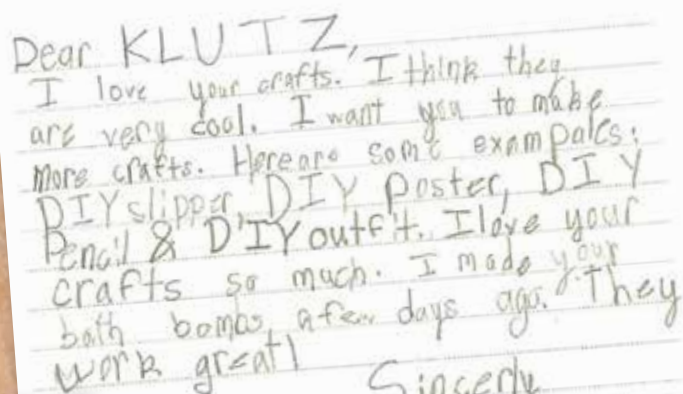 Dear KLUTZ,
I love your crafts. I think they
are very cool. I want you to make
More crafts. Here are some exampales:
DIY slipper, DIY Poster, DIY
Pencil & DIY outfit. I love your
crafts so much. I made your
bath bombs a few days ago. They
work great!
Sincerly